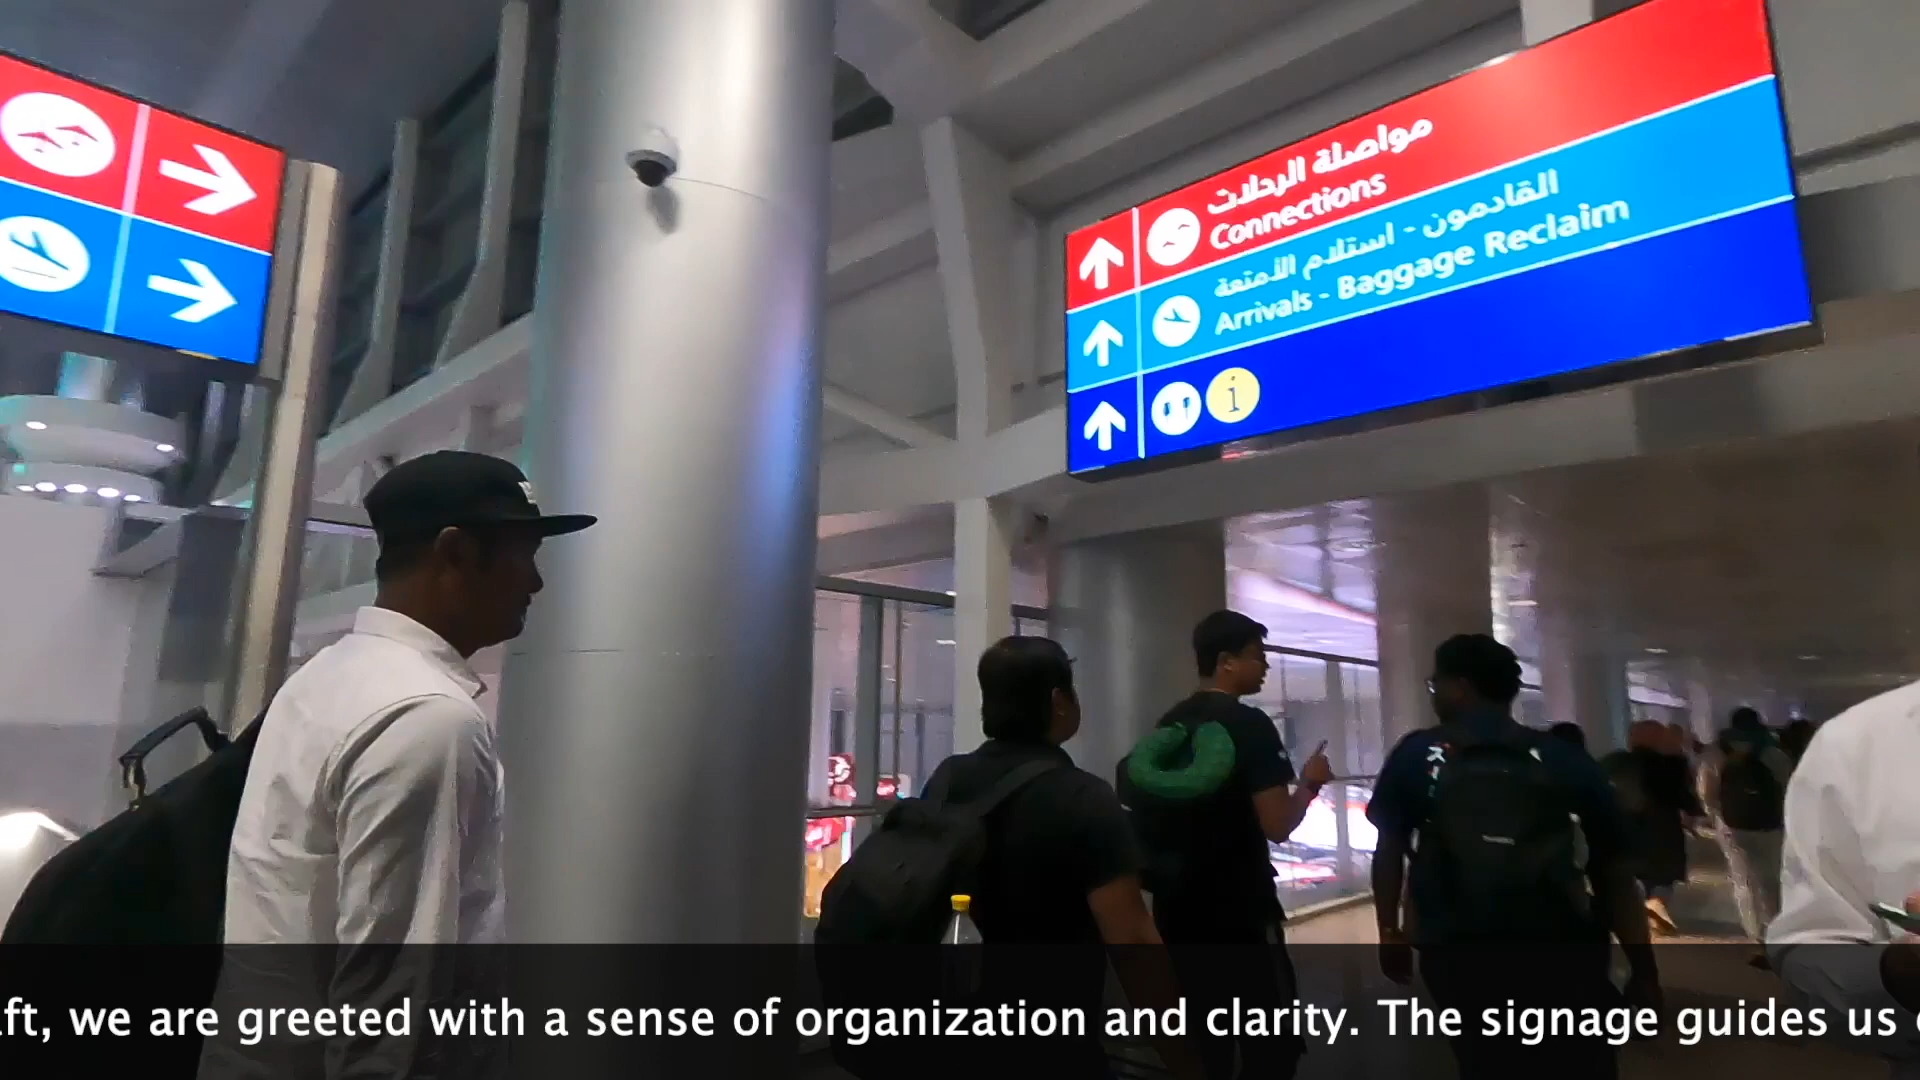 مواصلة الرحلات
Connections
القادمون - استلام الأمتعة
Arrivals - Baggage Reclaim
i
ft, we are greeted with a sense of organization and clarity. The signage guides us